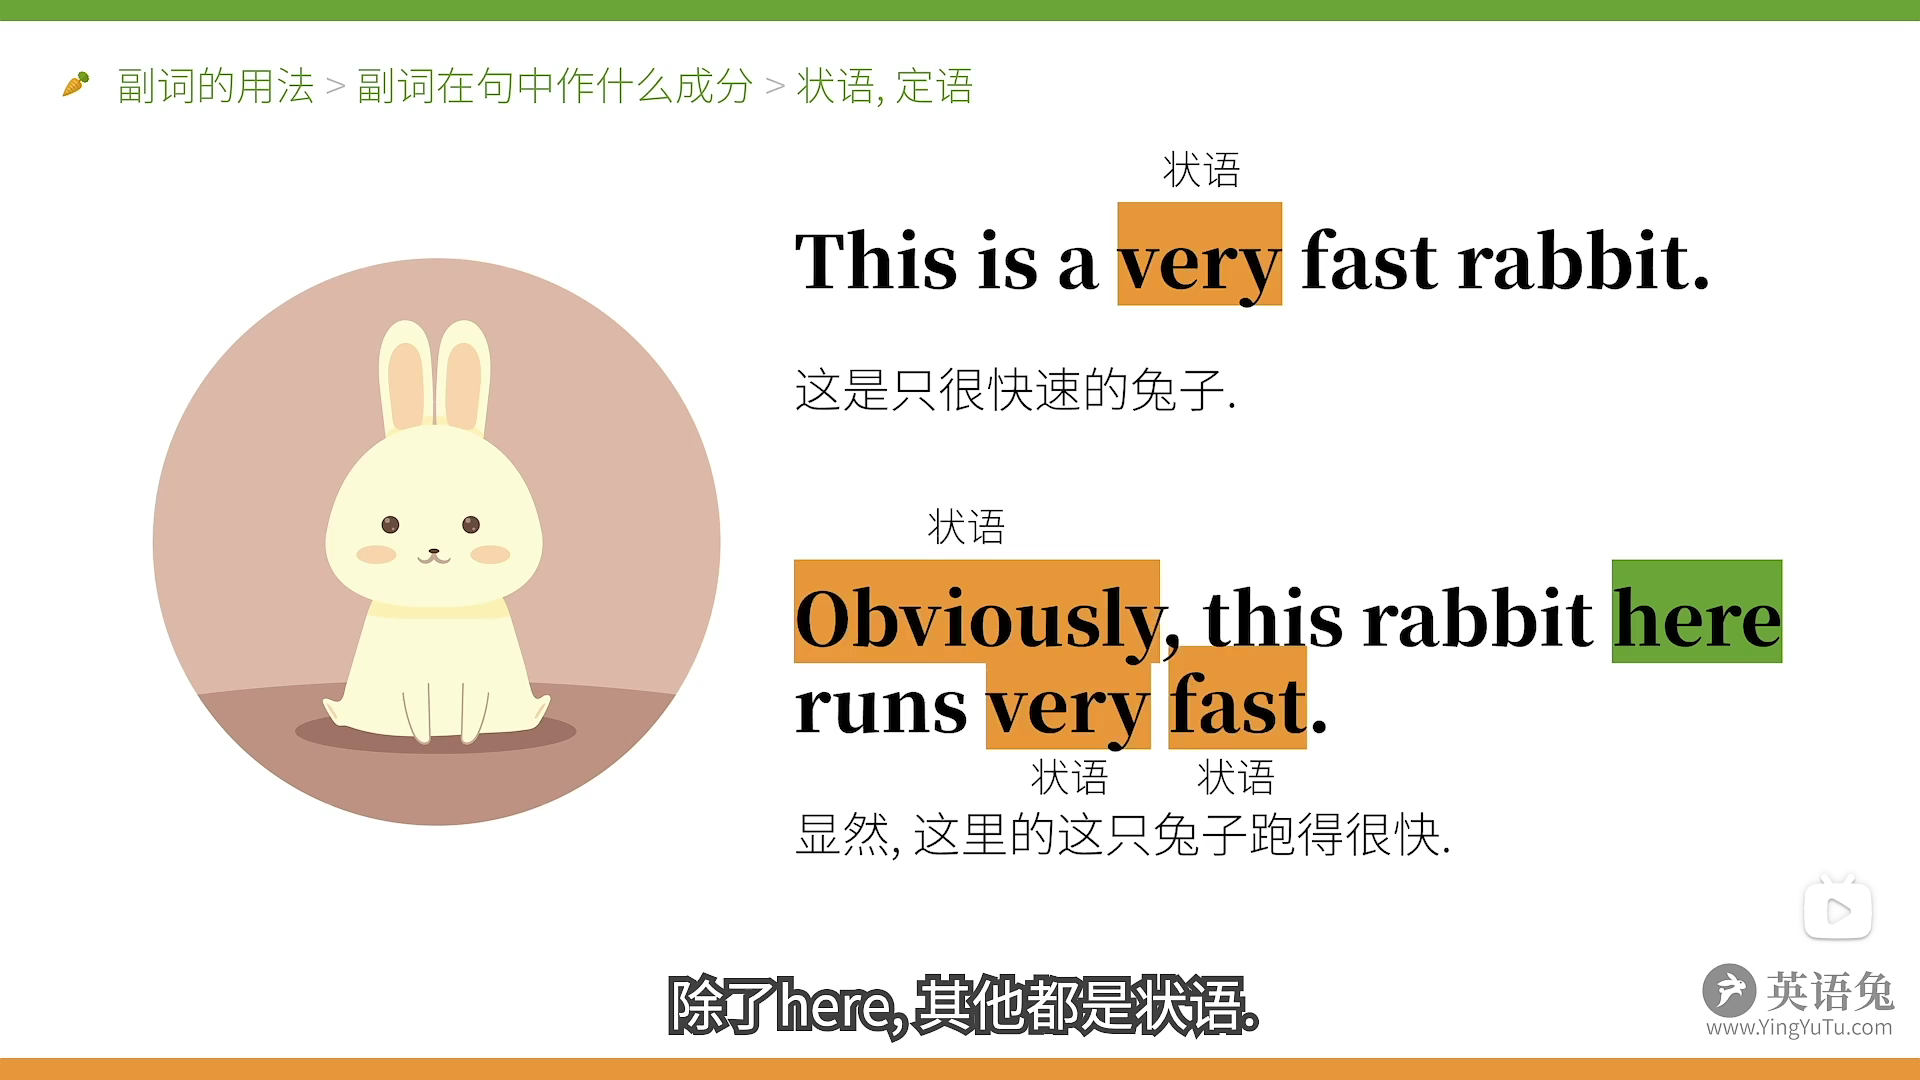 副词的用法 > 副词在句中作什么成分 > 状语, 定语
状语
This is a very fast rabbit.
这是只很快速的兔子.
状语
Obviously, this rabbit here
runs very fast.
状语 状语
显然, 这里的这只兔子跑得很快.
除了here, 其他都是状语.
英语兔
www.YingYuTu.com